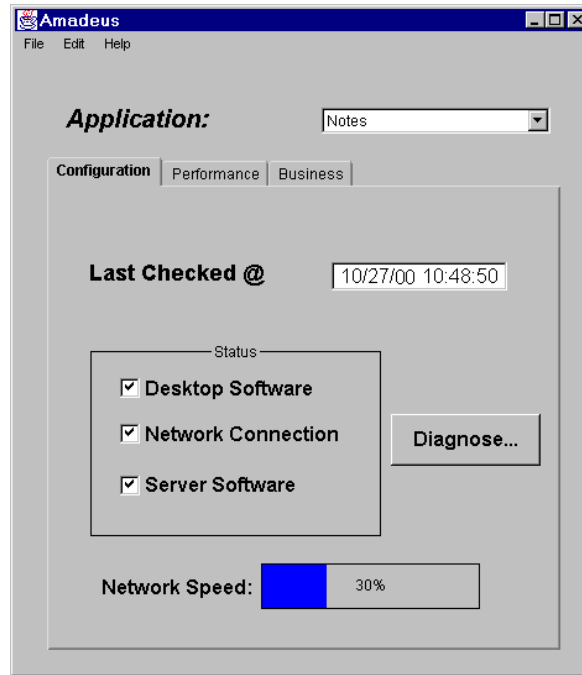 Amadeus
File Edit Help
Application: Notes
Configuration Performance Business
Last Checked @ 10/27/00 10:48:50
Status
Desktop Software
Network Connection
Diagnose...
Server Software
Network Speed: 30%